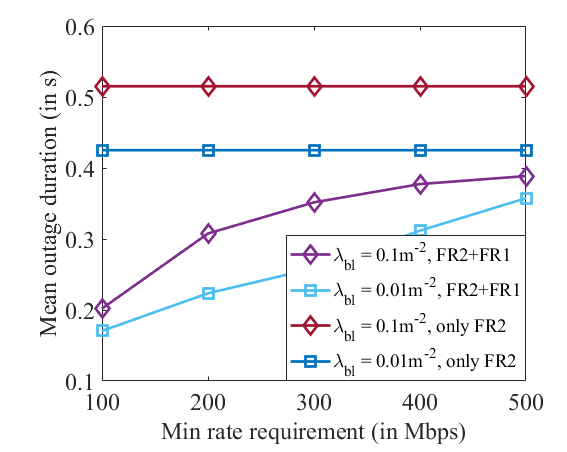 0.6
0.5
0.4
0.3
0.2
0.1
Mean outage duration (in s)
λbl = 0.1m-2, FR2+FR1
λbl = 0.01m-2, FR2+FR1
λbl = 0.1m-2, only FR2
λbl = 0.01m-2, only FR2
100 200 300 400 500
Min rate requirement (in Mbps)